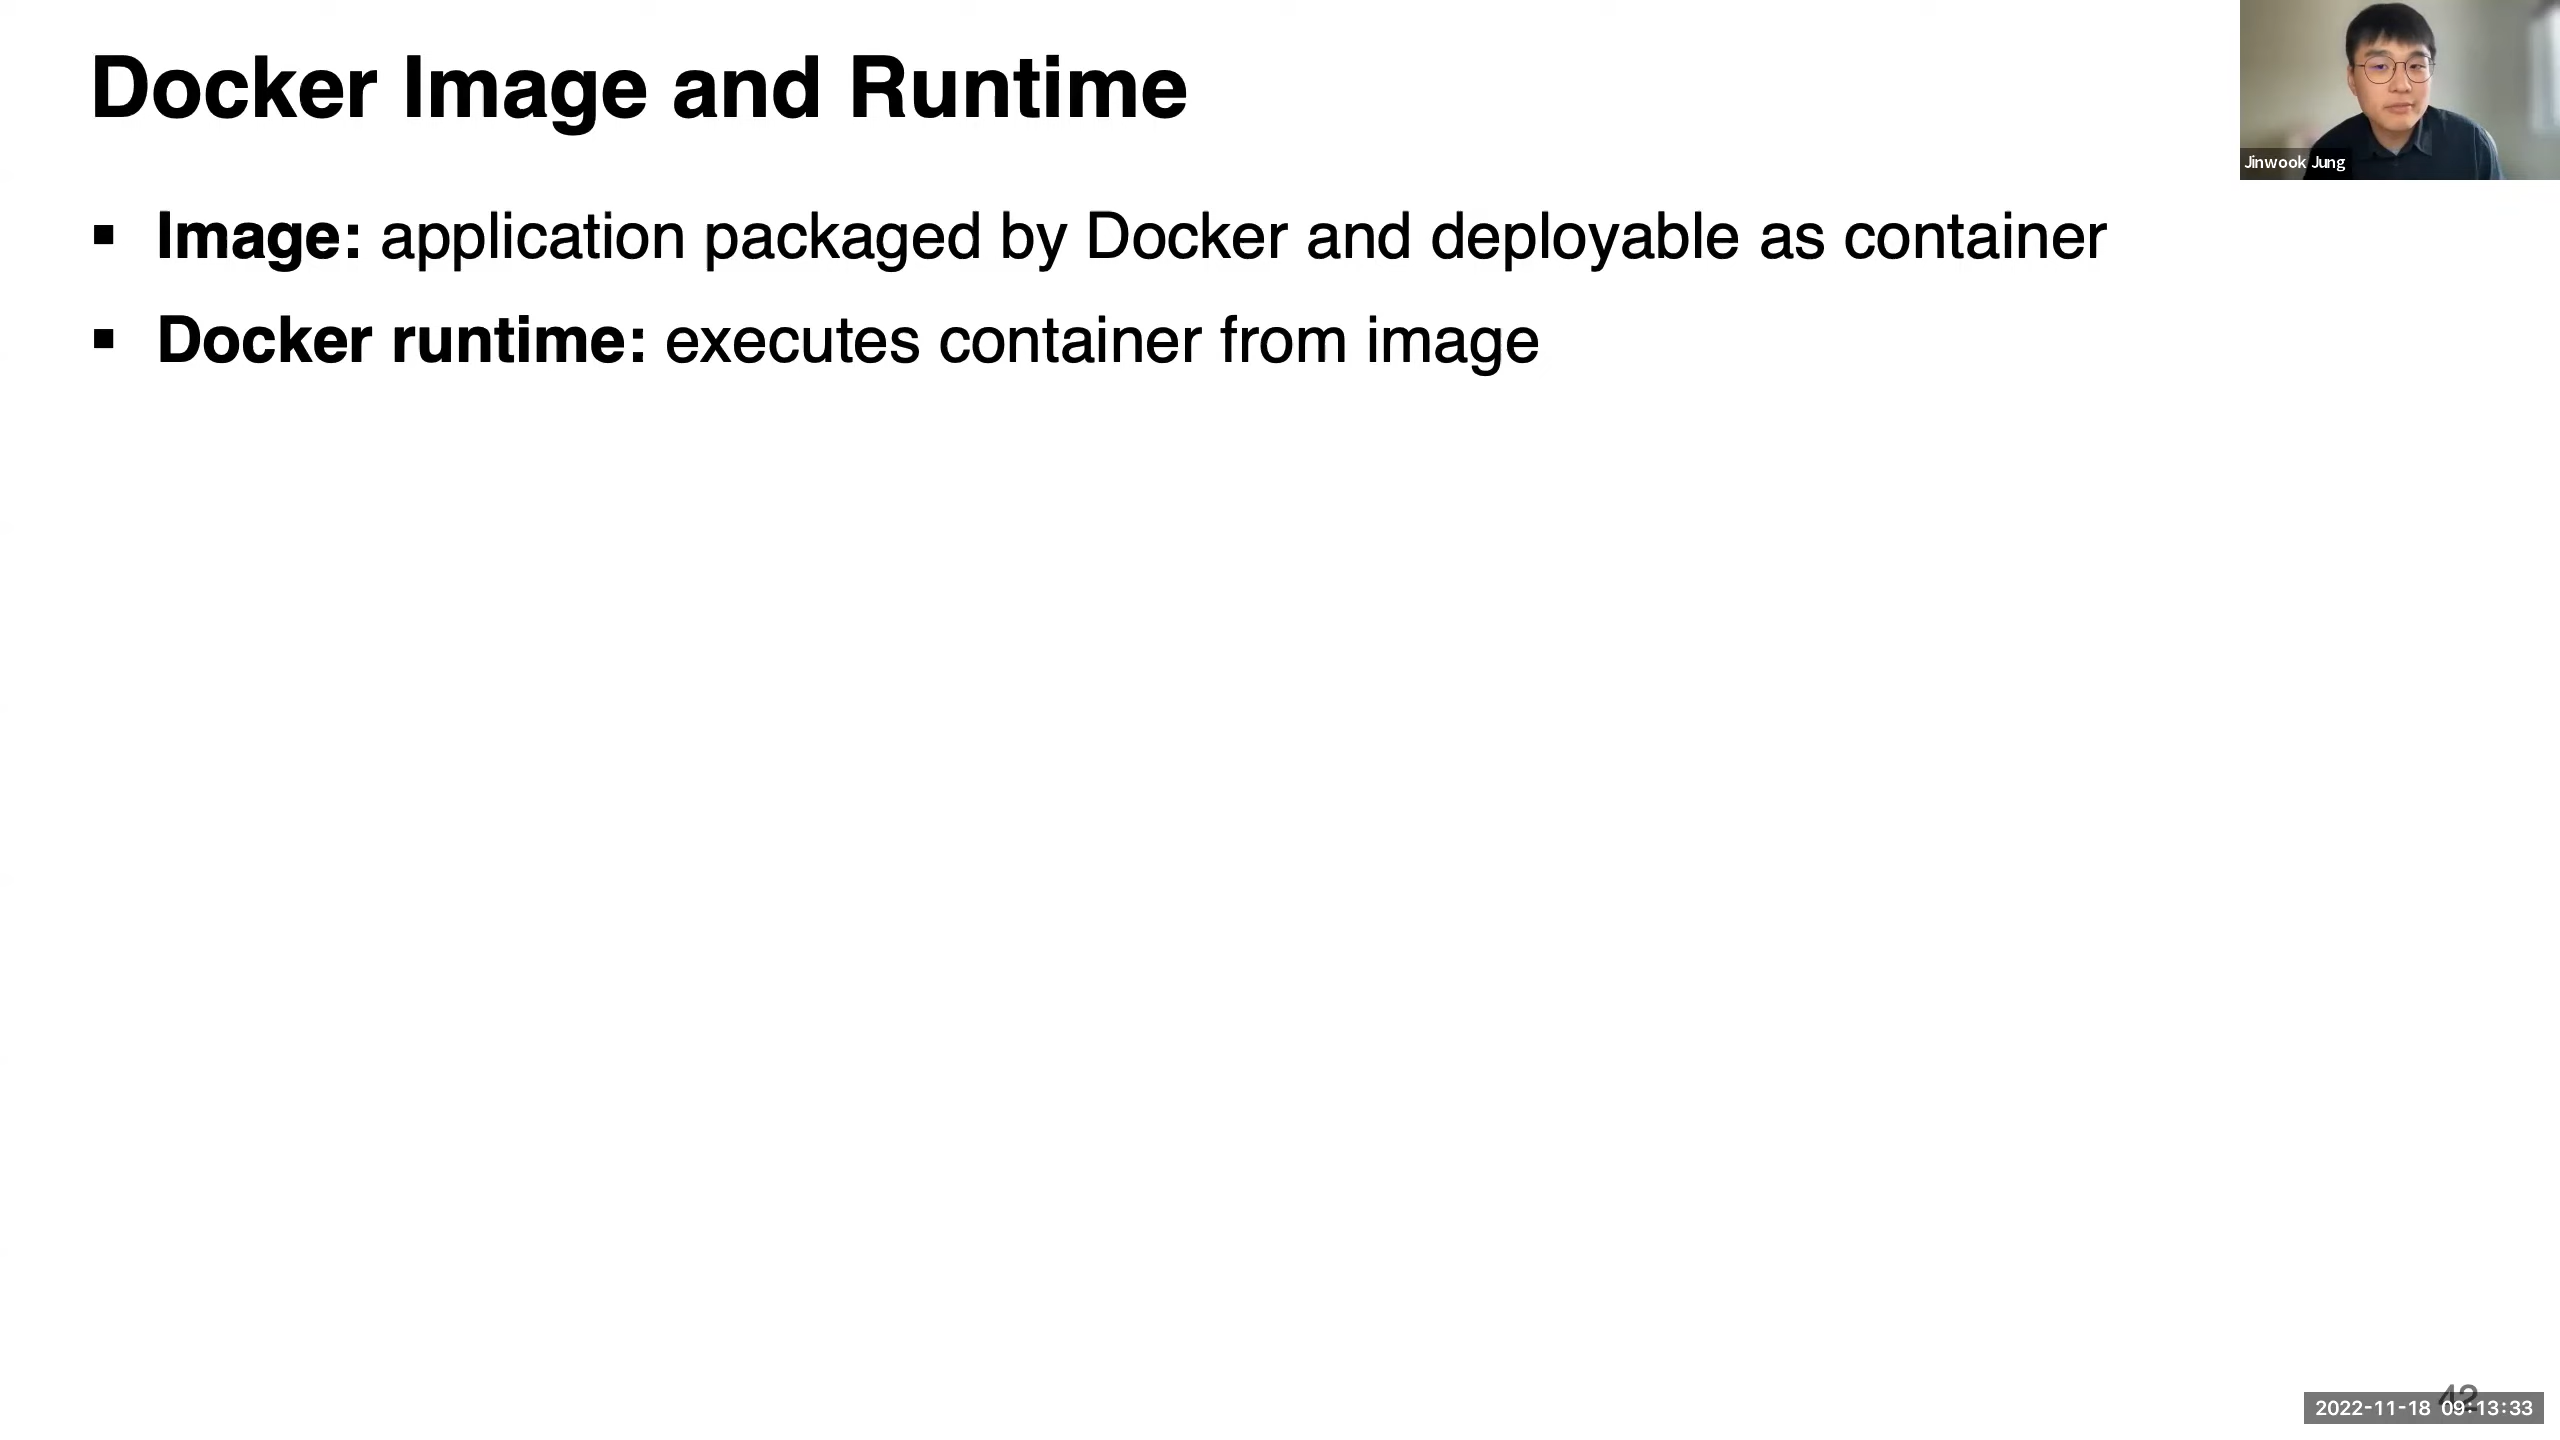 Docker Image and Runtime
Jinwook Jung
▪ Image: application packaged by Docker and deployable as container
▪ Docker runtime: executes container from image
42
2022-11-18 09:13:33